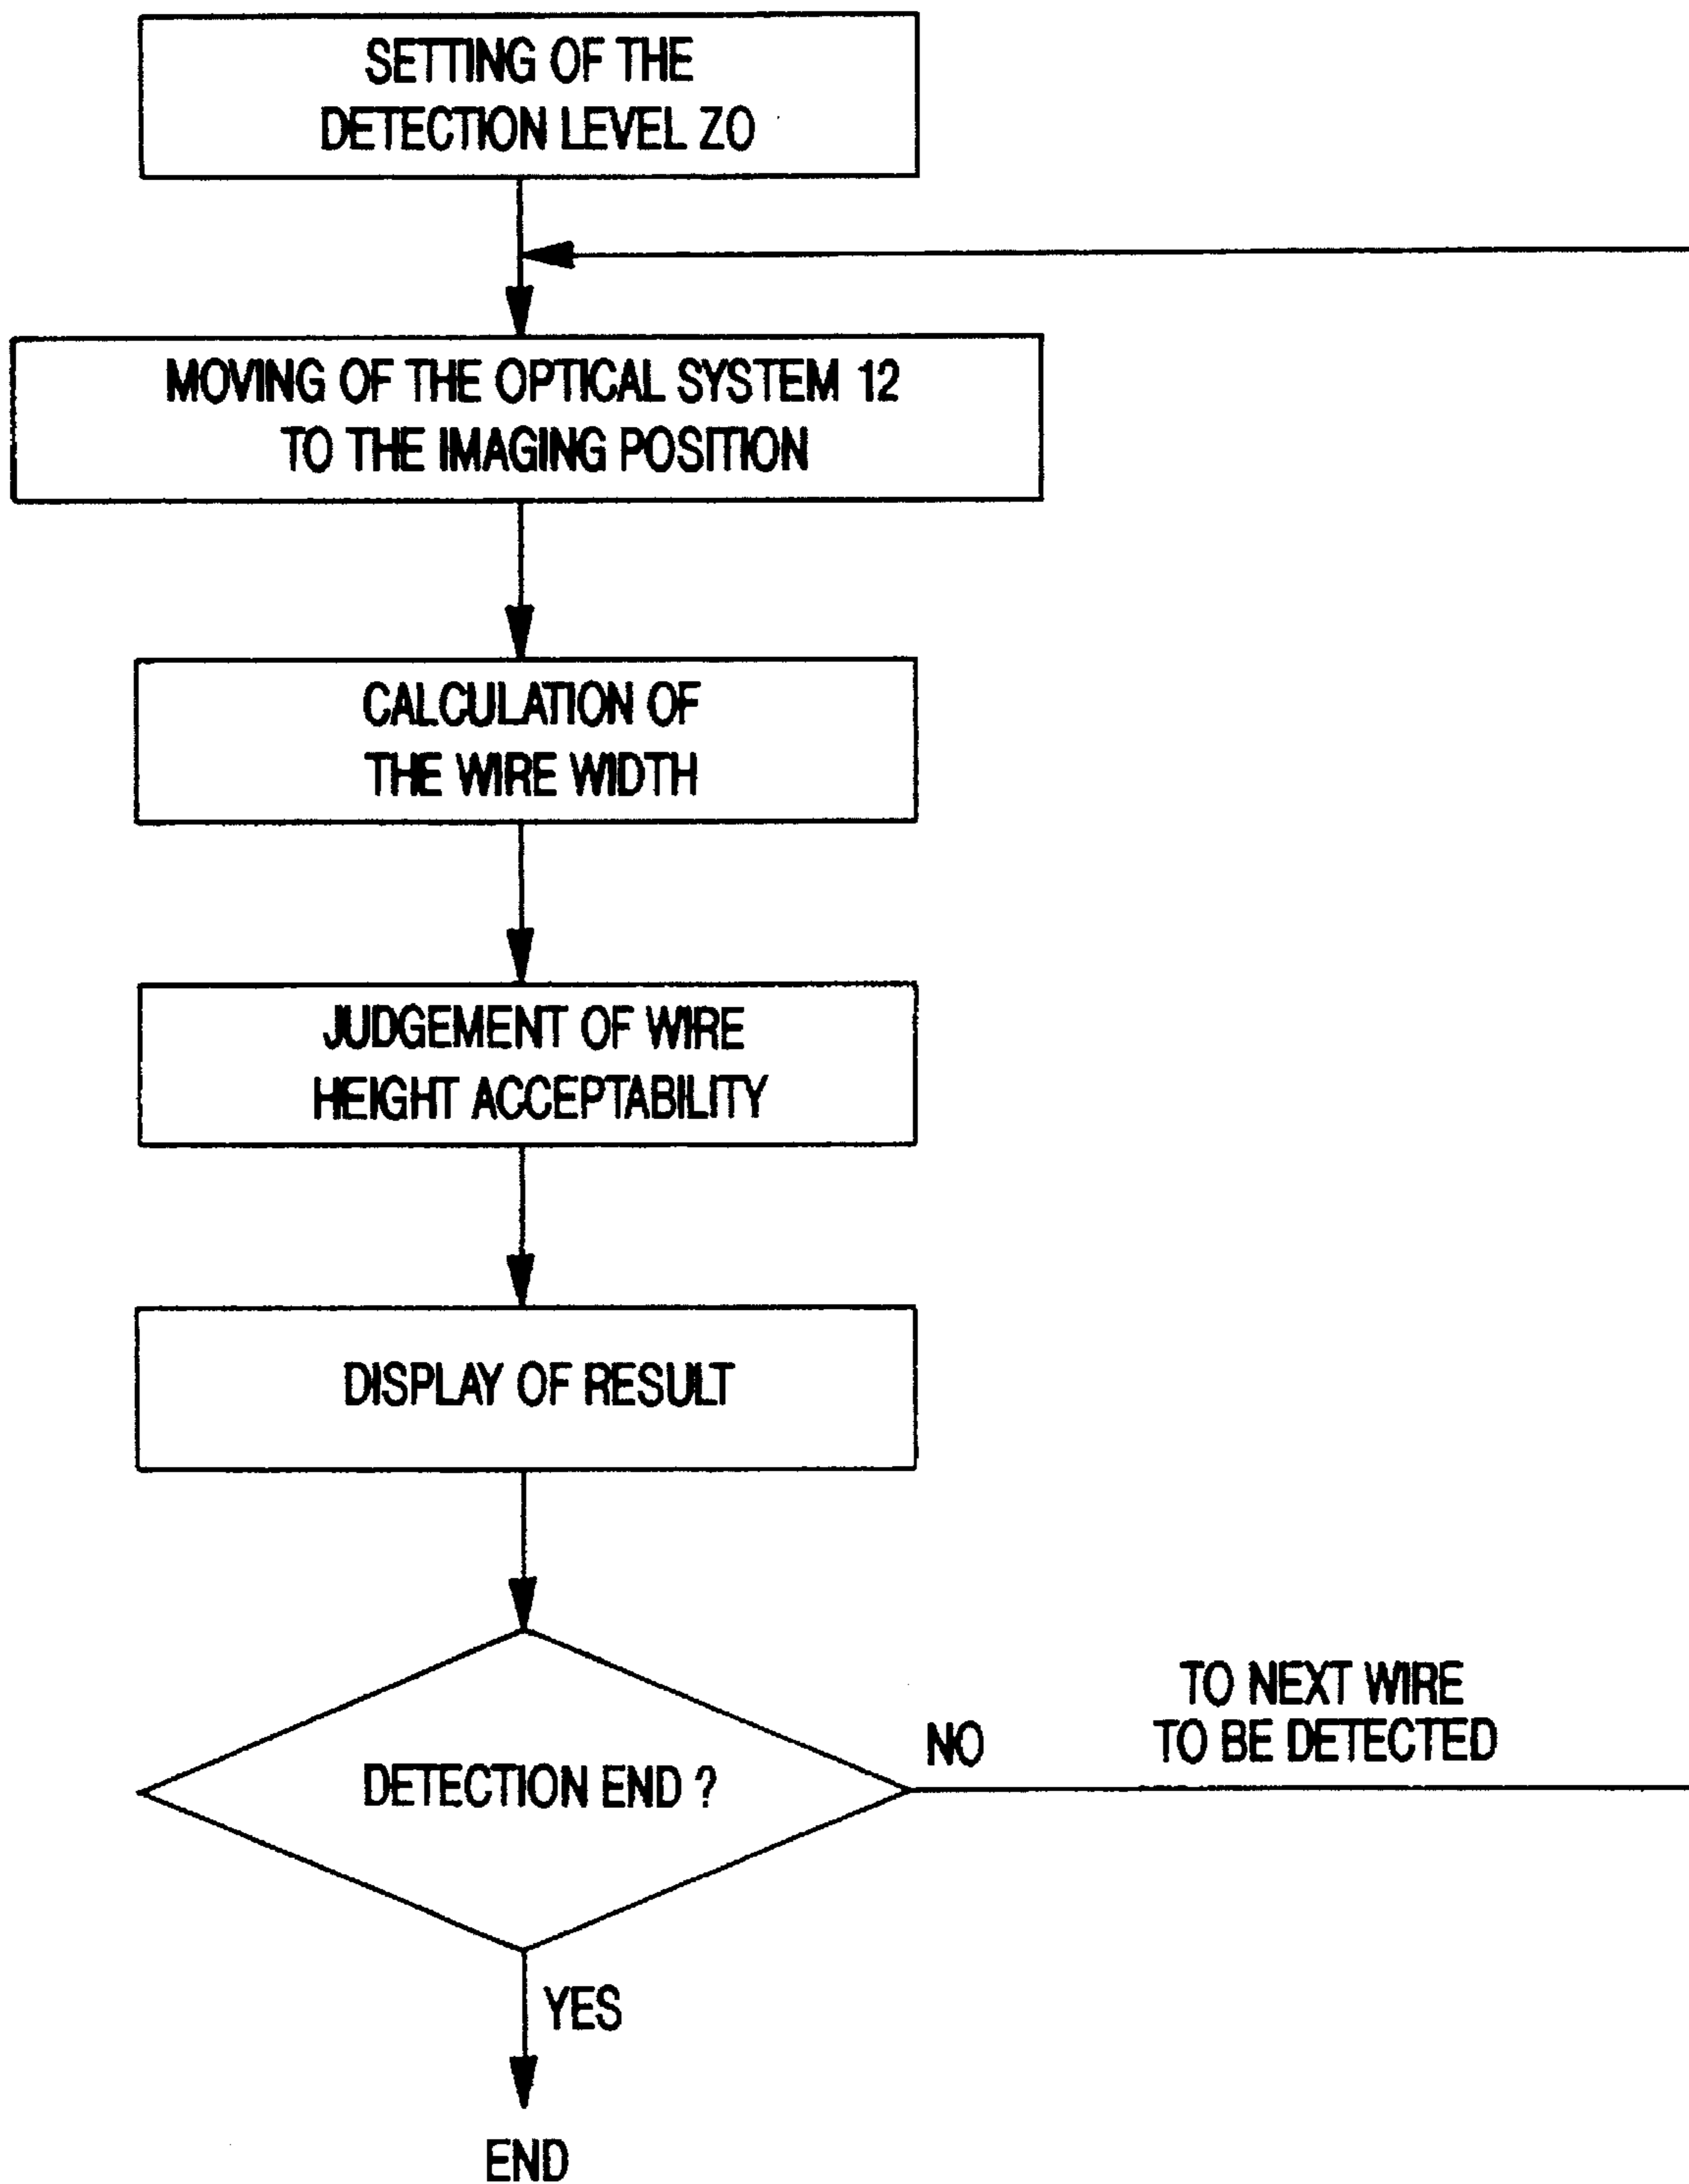 SETTING OF THE
DETECTION LEVEL ZO
MOVING OF THE OPTICAL SYSTEM 12
TO THE IMAGING POSITION
CALCULATION OF
THE WIRE WIDTH
JUDGEMENT OF WIRE
HEIGHT ACCEPTABILITY
DISPLAY OF RESULT
DETECTION END ?
NO
TO NEXT WIRE
TO BE DETECTED
YES
END